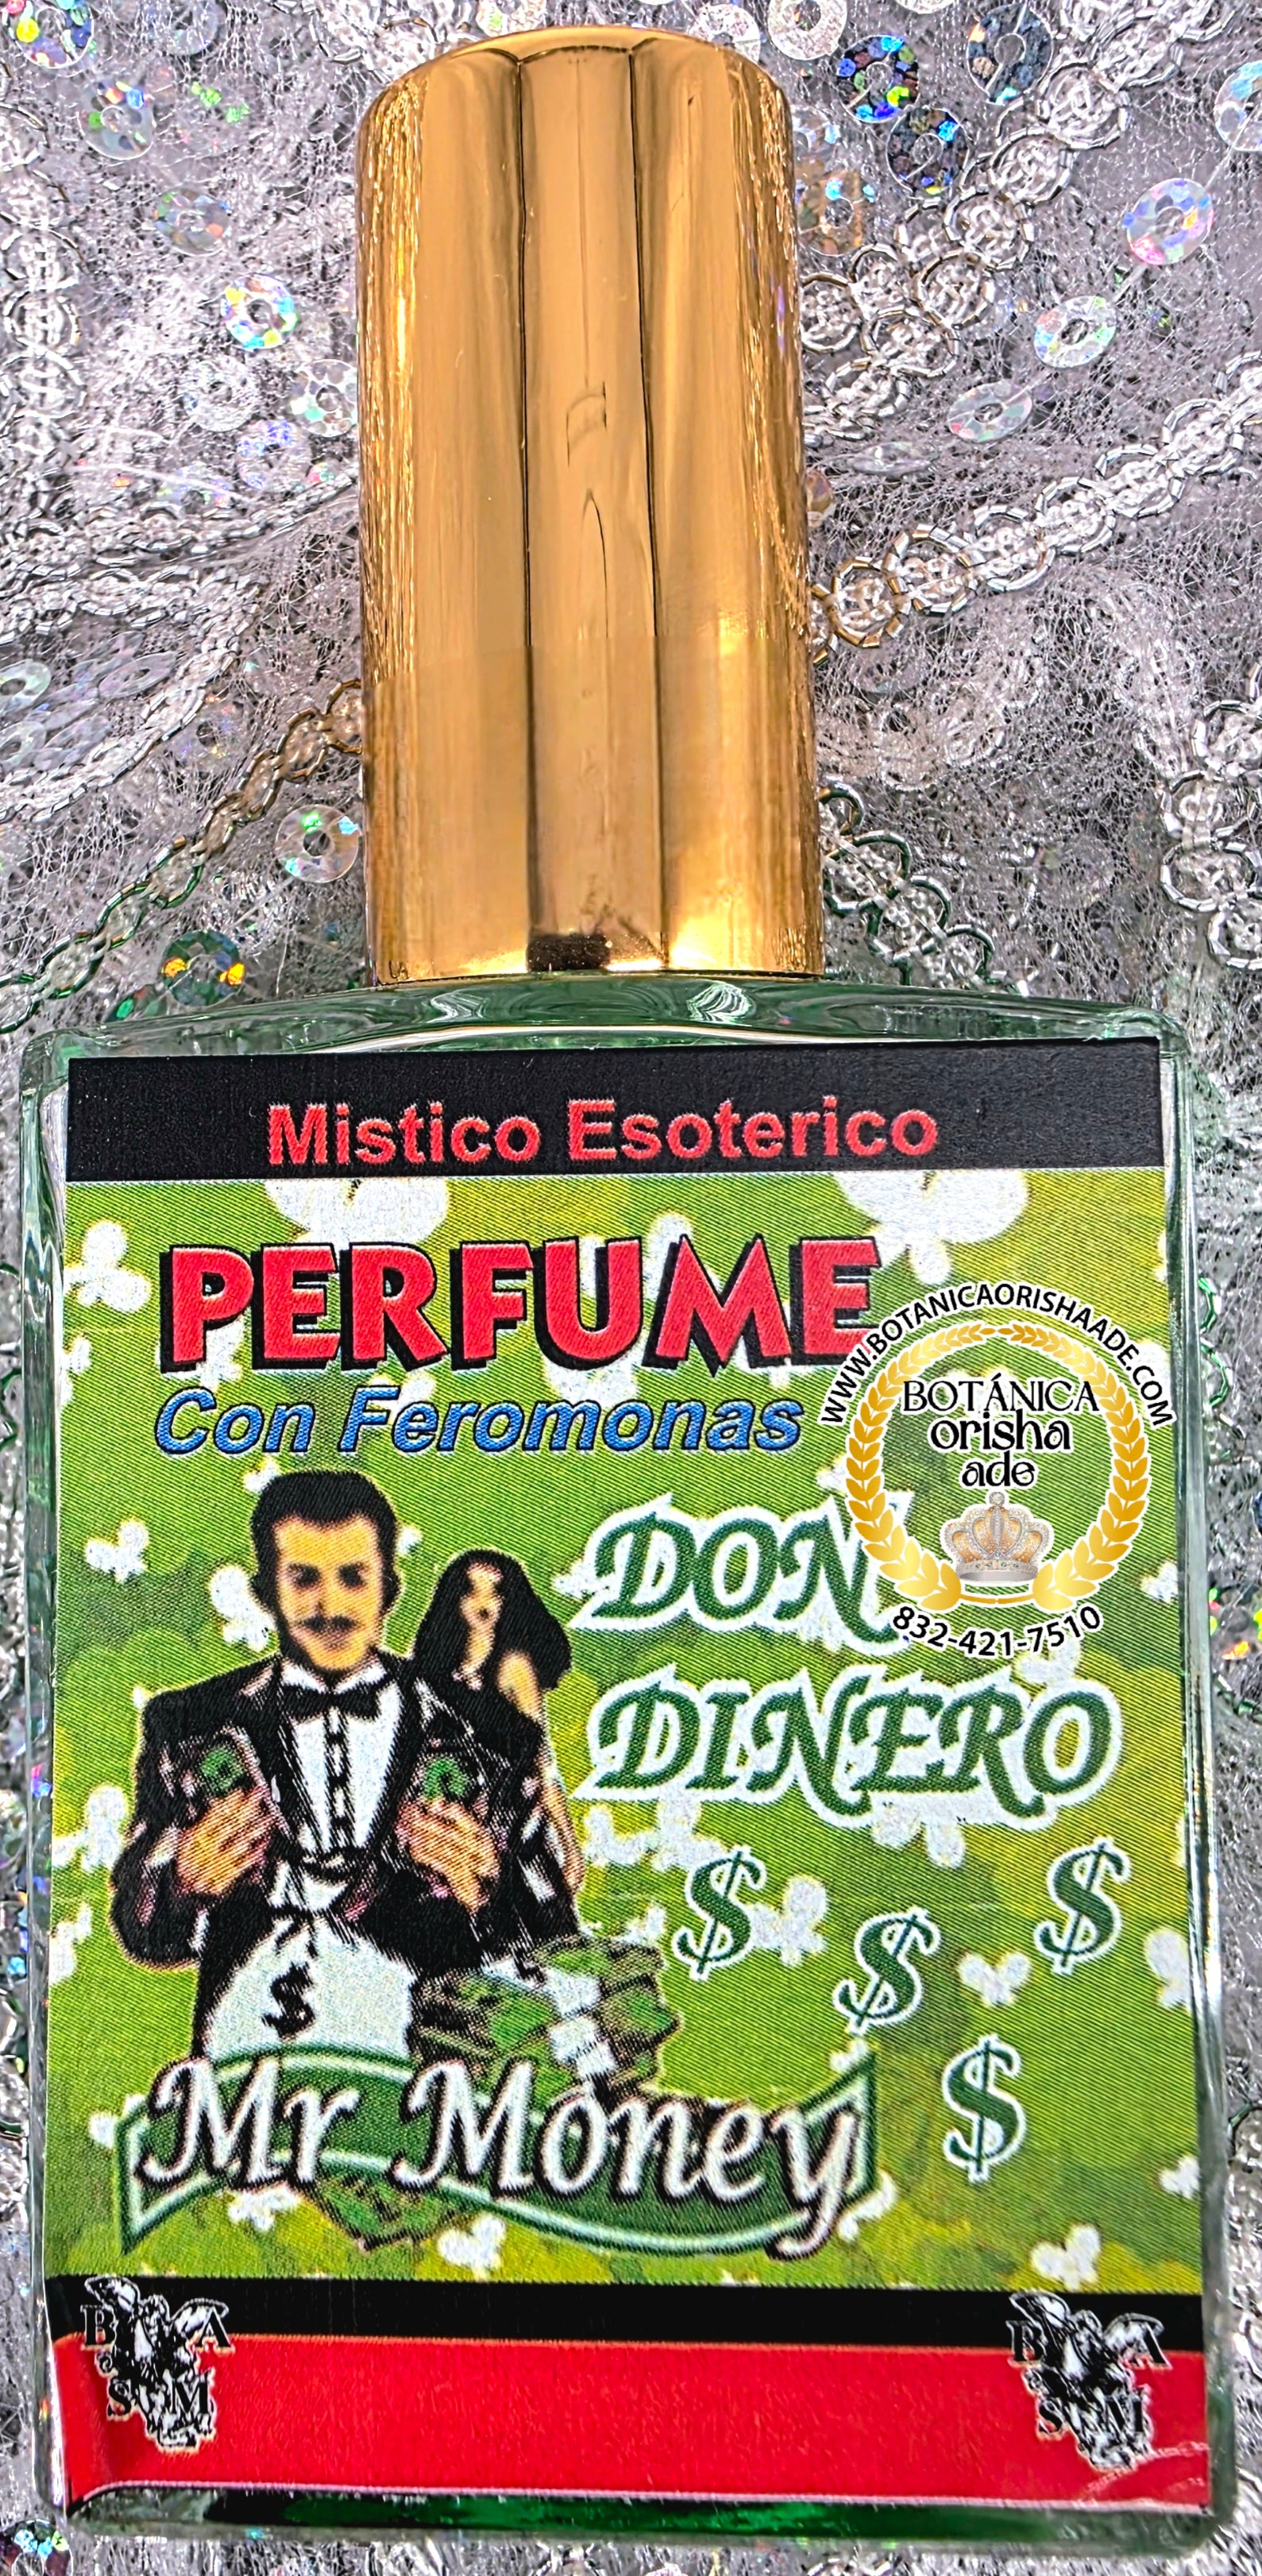 Mistico Esoterico
PERFUME
Con Feromonas
WWW.BOTANICAORISHAADE.COM
BOTÁNICA
orisha
ade
832-421-7510
DON
DINERO
$ $
$
$
$
Mr Money
B A
S M
B A
S M